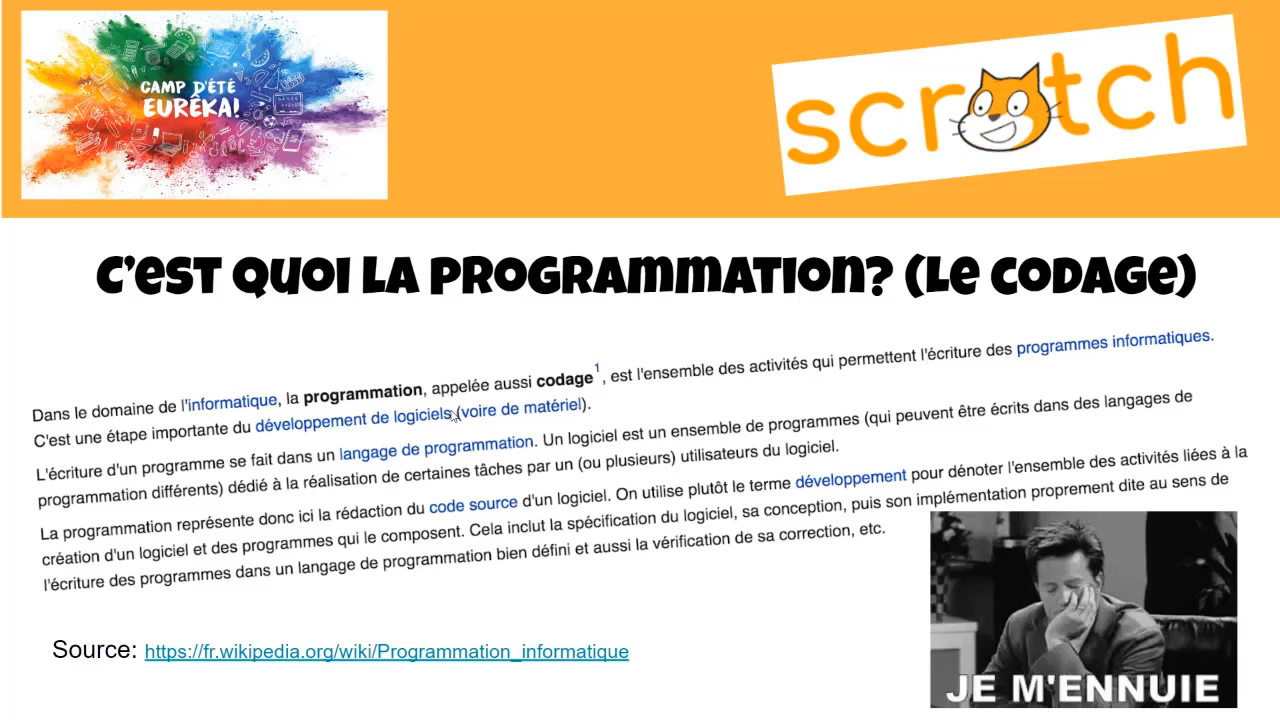 CAMP D'ÉTÉ
EURÊKA!
scratch
C'EST QUOI LA PROGRAMMATION? (LE CODAGE)
Dans le domaine de l'informatique, la programmation, appelée aussi codage1, est l'ensemble des activités qui permettent l'écriture des programmes informatiques.
C'est une étape importante du développement de logiciels (voire de matériel).
L'écriture d'un programme se fait dans un langage de programmation. Un logiciel est un ensemble de programmes (qui peuvent être écrits dans des langages de
programmation différents) dédié à la réalisation de certaines tâches par un (ou plusieurs) utilisateurs du logiciel.
La programmation représente donc ici la rédaction du code source d'un logiciel. On utilise plutôt le terme développement pour dénoter l'ensemble des activités liées à la
création d'un logiciel et des programmes qui le composent. Cela inclut la spécification du logiciel, sa conception, puis son implémentation proprement dite au sens de
l'écriture des programmes dans un langage de programmation bien défini et aussi la vérification de sa correction, etc.
Source: https://fr.wikipedia.org/wiki/Programmation_informatique
JE M'ENNUIE